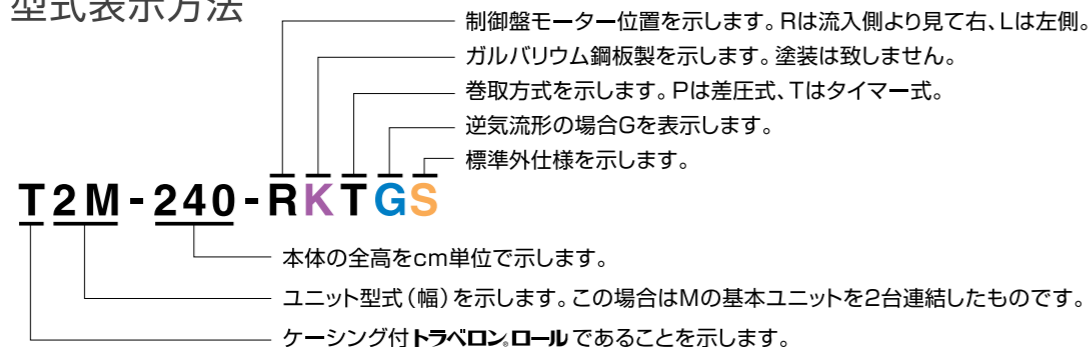 型式表示方法
制御盤モーター位置を示します。Rは流入側より見て右、Lは左側。
ガルバリウム鋼板製を示します。塗装は致しません。
巻取方式を示します。Pは差圧式、Tはタイマー式。
逆気流形の場合Gを表示します。
標準外仕様を示します。
T2M-240-RKTGS
本体の全高をcm単位で示します。
ユニット型式(幅)を示します。この場合はMの基本ユニットを2台連結したものです。
ケーシング付トラベロン®ロールであることを示します。